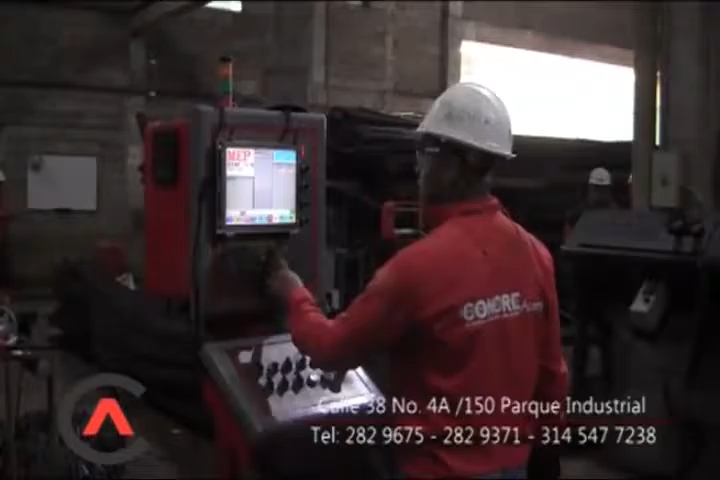 MEP
CONCRE
Calle 38 No. 4A /150 Parque Industrial
Tel: 282 9675 - 282 9371 - 314 547 7238